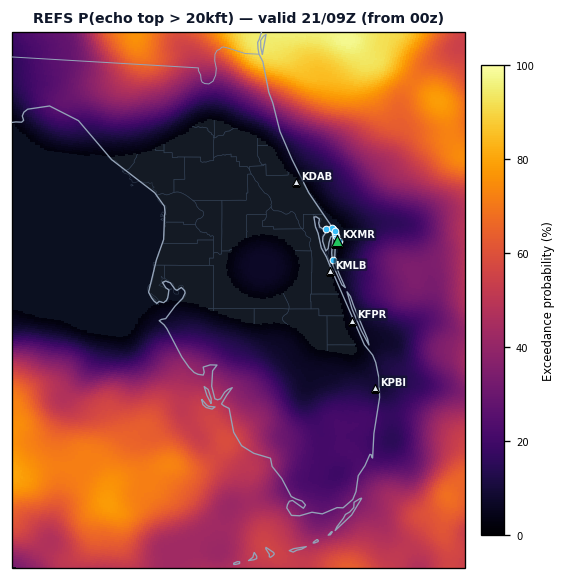 REFS P(echo top > 20kft) — valid 21/09Z (from 00z)
KDAB
KXMR
KMLB
KFPR
KPBI
100
80
60
40
20
0
Exceedance probability (%)